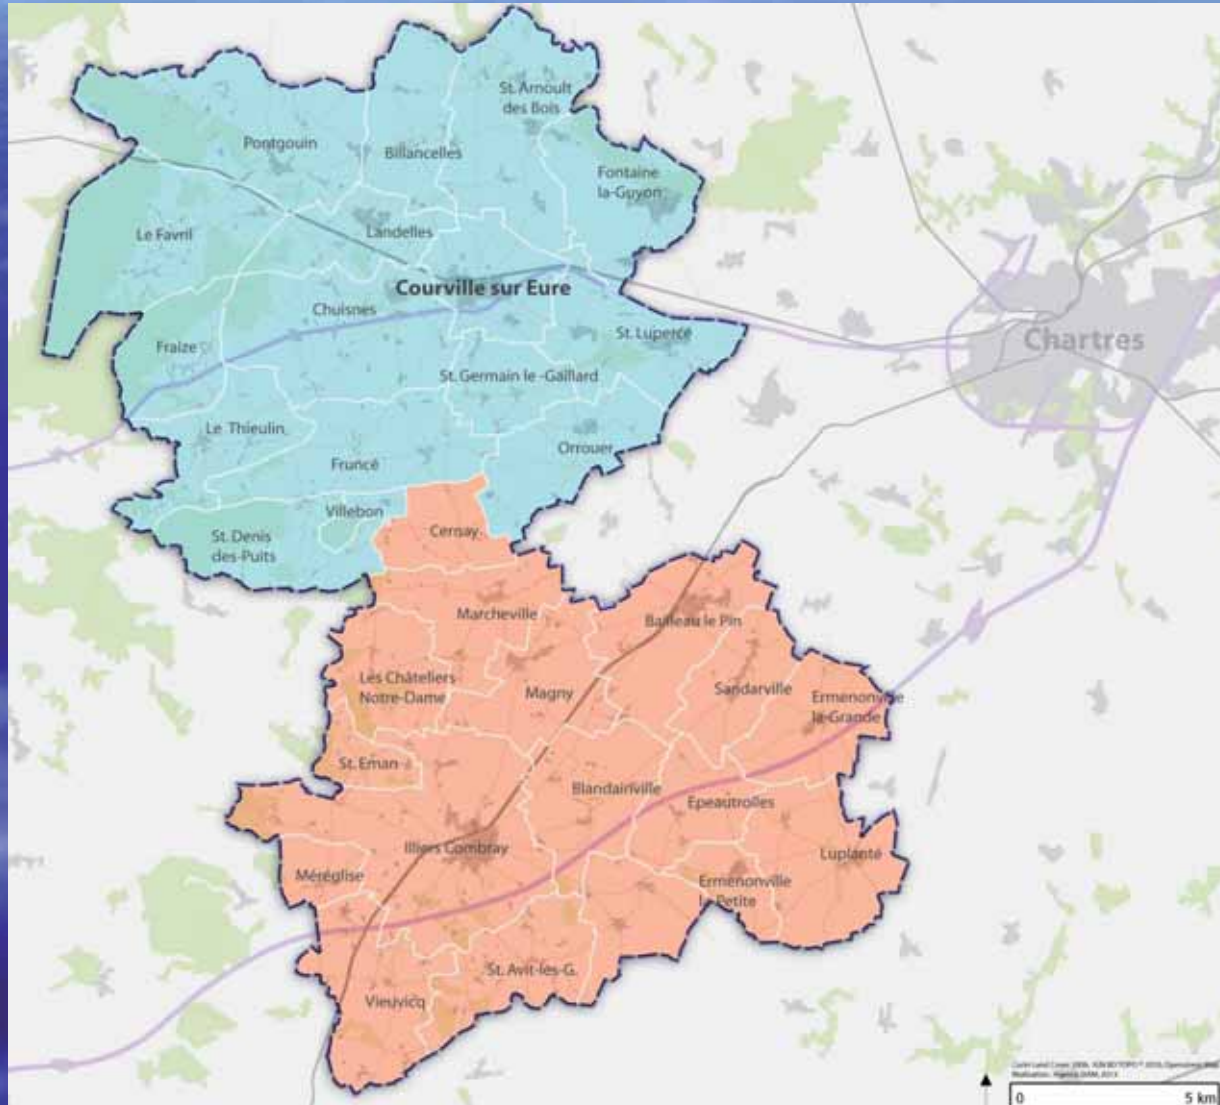 St. Arnoult
des Bois
Pontgouin
Billancelles
Fontaine
la-Guyon
Le Favril
Landelles
Courville sur Eure
Chuisnes
St. Luperce
Chartres
Fraize
St. Germain le -Gaillard
Le Thieulin
Orrouer
Fruncé
Villebon
Cernay
St. Denis
des-Puits
Marcheville
Bailleau le Pin
Les Châteliers
Notre-Dame
Magny
Sandarville
Ermenonville
la-Grande
St. Eman
Blandainville
Epeautrolles
Illiers Combray
Luplanté
Méréglise
Ermenonville
la-Petite
St. Avit-les-G.
Vieuvicq
0 5 km